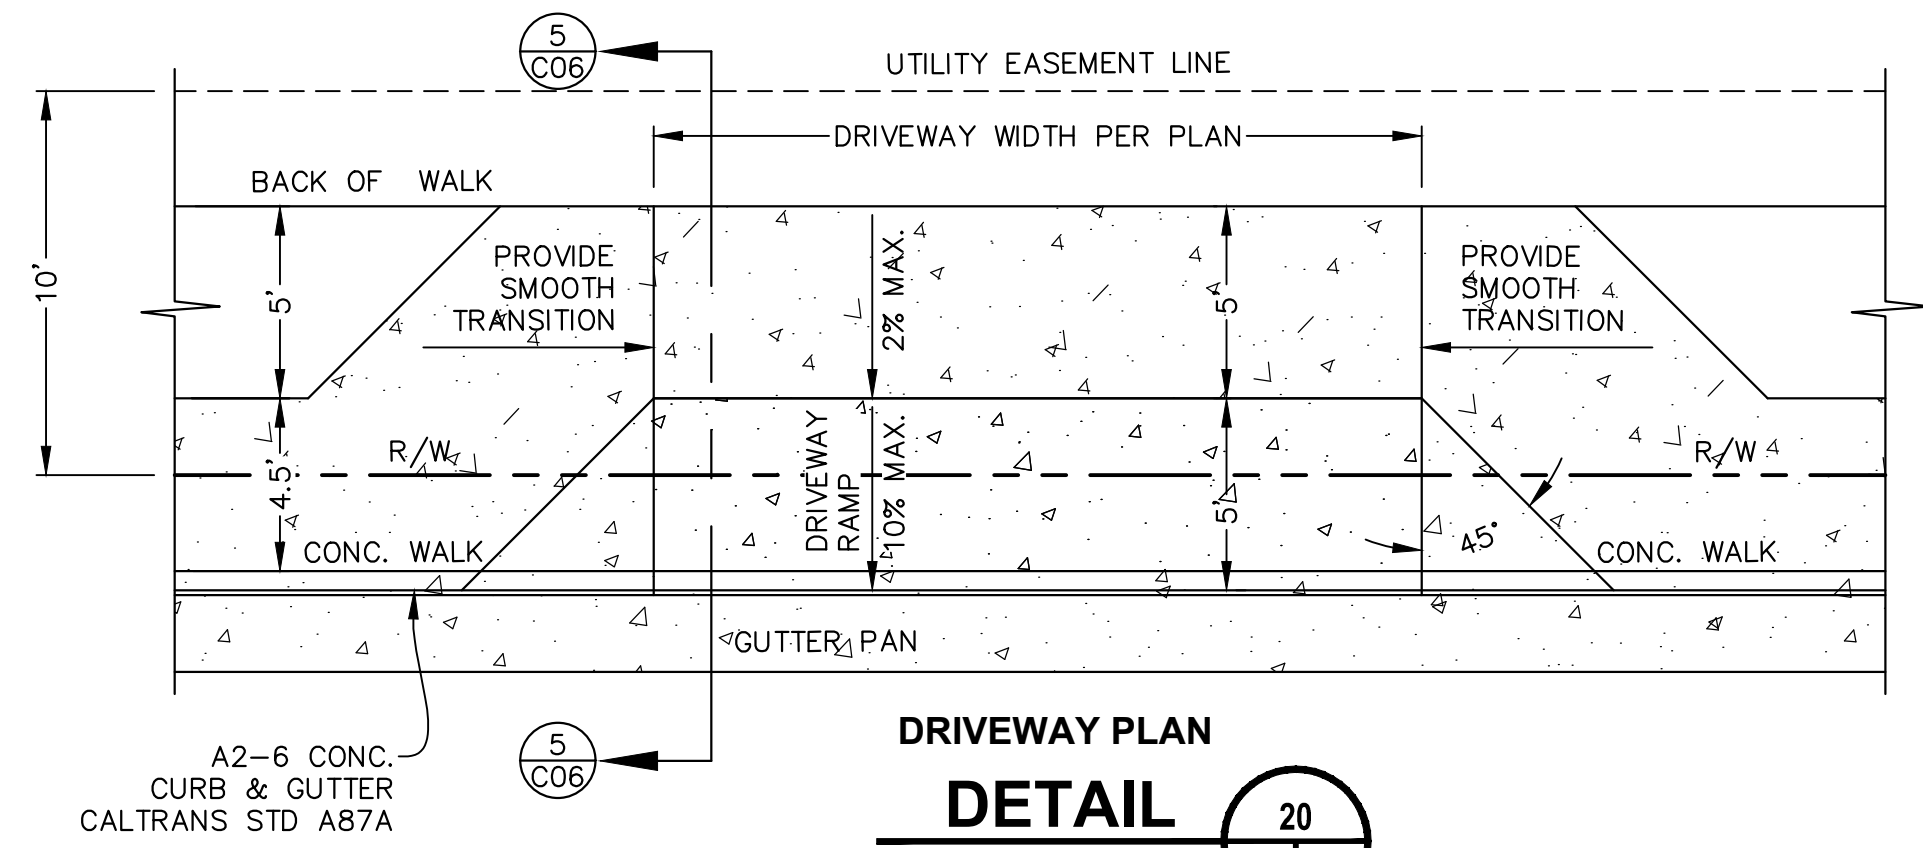 5
C06
UTILITY EASEMENT LINE
DRIVEWAY WIDTH PER PLAN
BACK OF WALK
10'
5'
PROVIDE
SMOOTH
TRANSITION
2% MAX.
5'
PROVIDE
SMOOTH
TRANSITION
4.5'
R/W
DRIVEWAY
RAMP
10% MAX.
5'
R/W
45°
CONC. WALK
CONC. WALK
GUTTER PAN
A2-6 CONC.
CURB & GUTTER
CALTRANS STD A87A
5
C06
DRIVEWAY PLAN
DETAIL
20